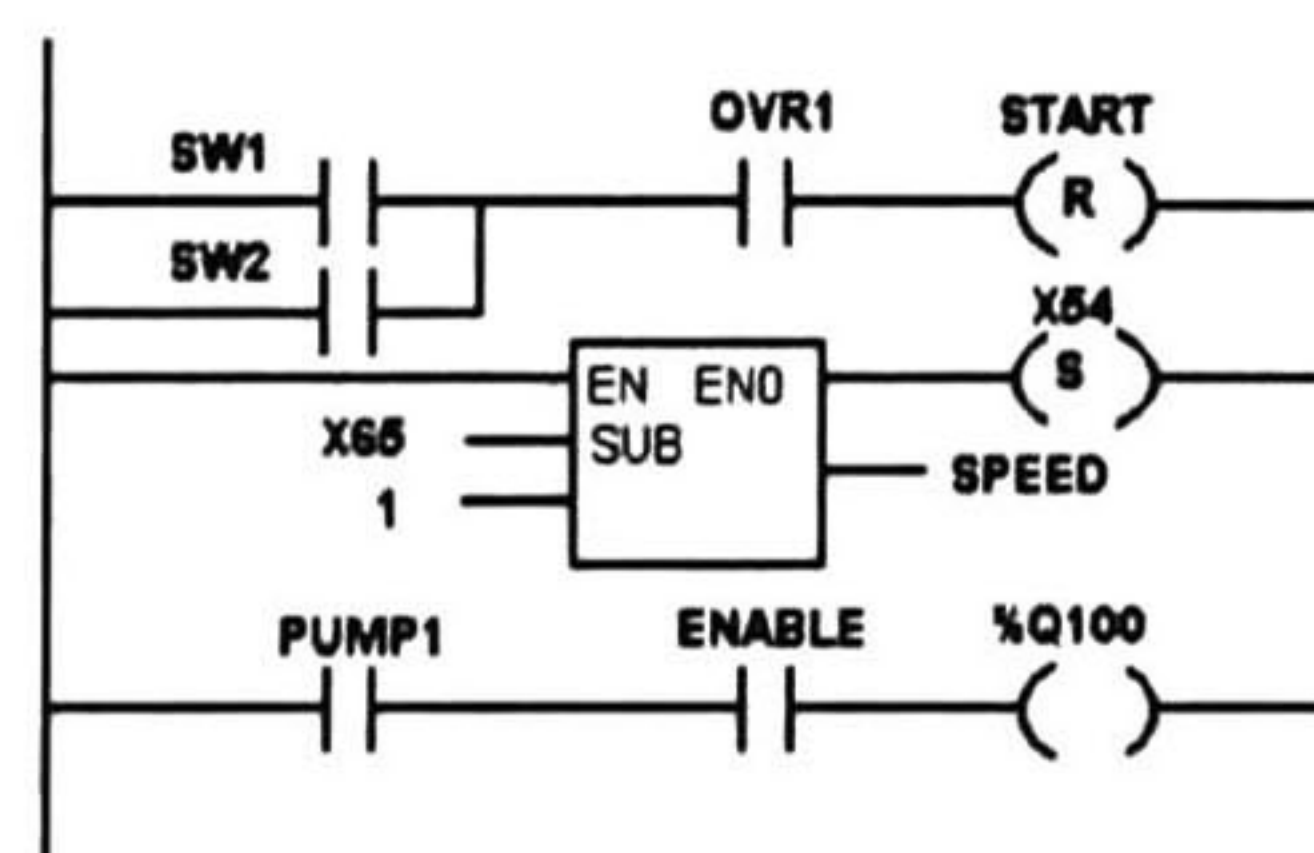 OVR1 START
SW1
R
SW2
X54
EN ENO S
X65 SUB
SPEED
1
PUMP1 ENABLE %Q100